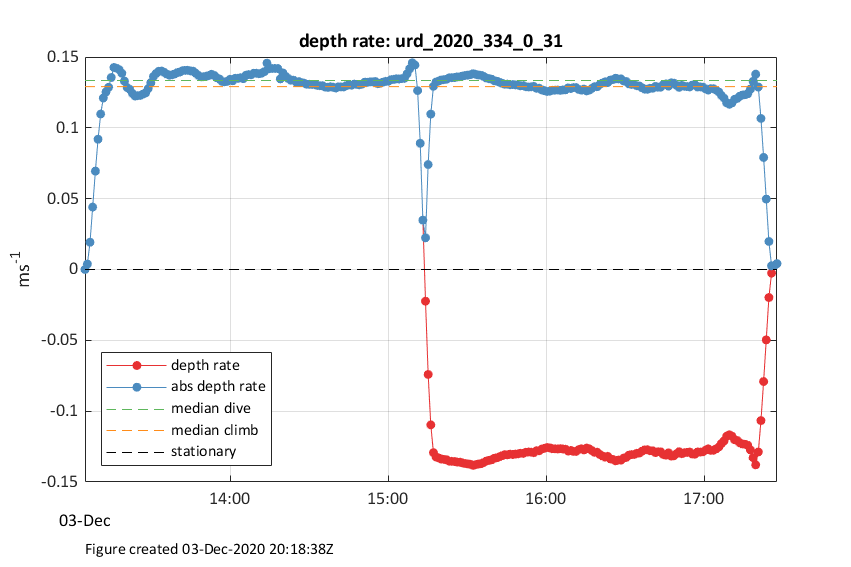 depth rate: urd_2020_334_0_31
0.15
0.1
0.05
0
-0.05
-0.1
-0.15
ms-1
depth rate
abs depth rate
median dive
median climb
stationary
14:00 15:00 16:00 17:00
03-Dec
Figure created 03-Dec-2020 20:18:38Z